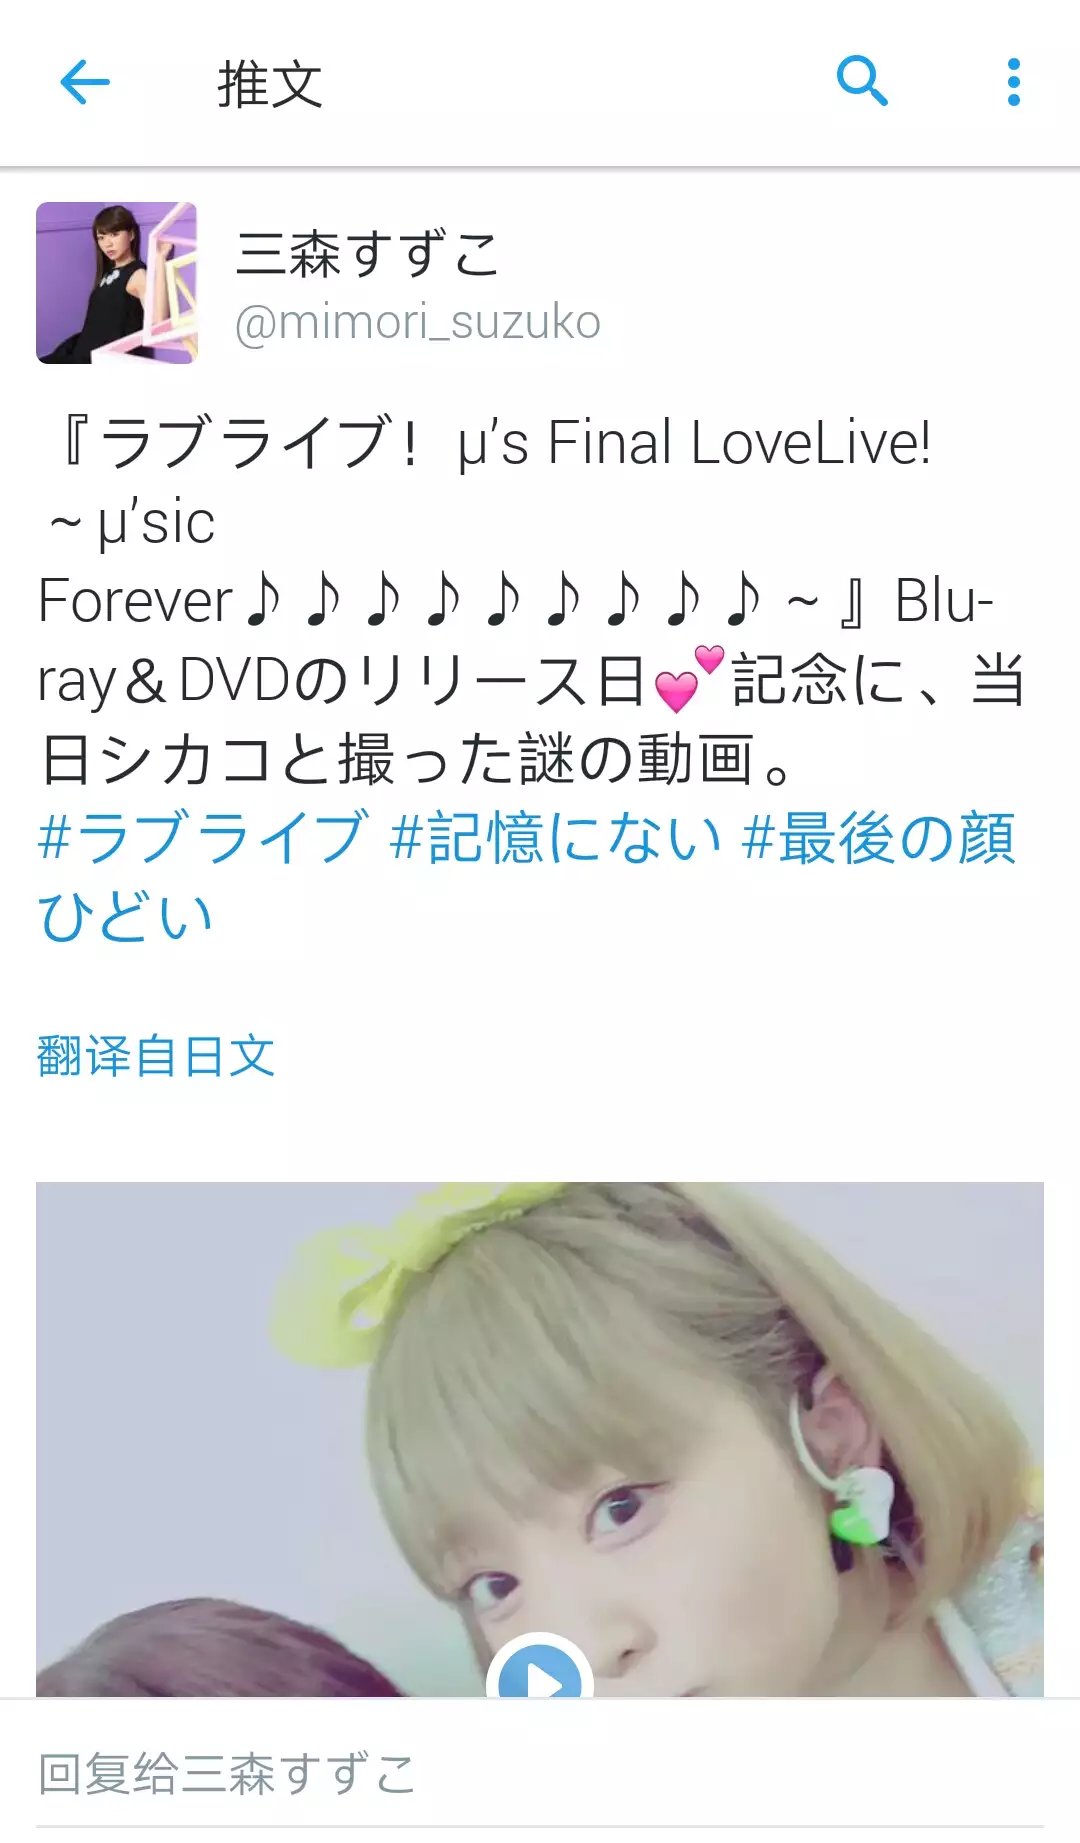 推文
三森すずこ
@mimori_suzuko
『ラブライブ！μ’s Final LoveLive!
～μ’sic
Forever♪♪♪♪♪♪♪♪♪～』Blu-
ray＆DVDのリリース日💕記念に、当
日シカコと撮った謎の動画。
#ラブライブ #記憶にない #最後の顔
ひどい
翻译自日文
回复给三森すずこ